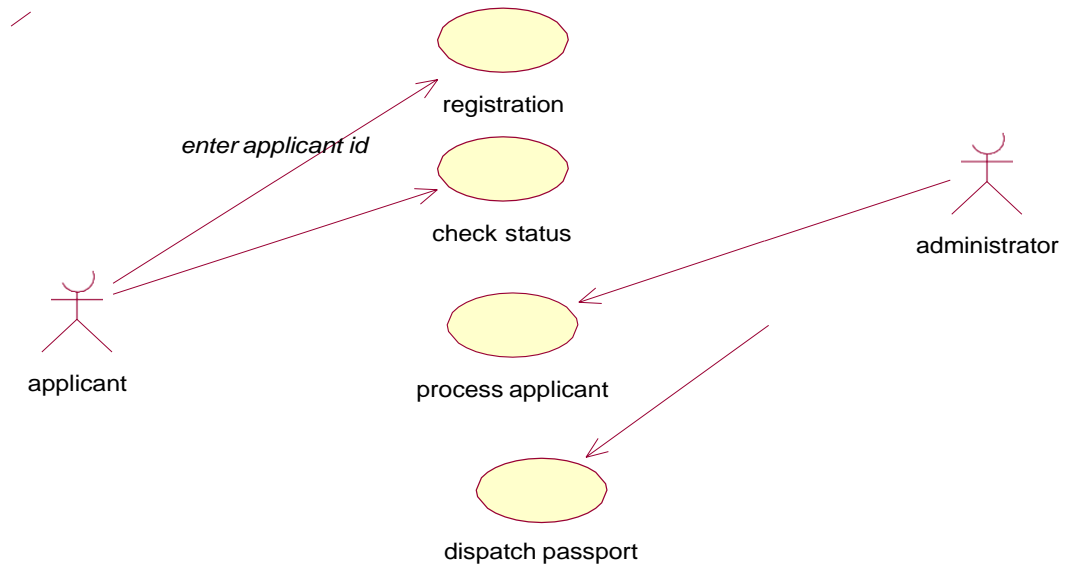 registration
enter applicant id
check status
administrator
applicant
process applicant
dispatch passport